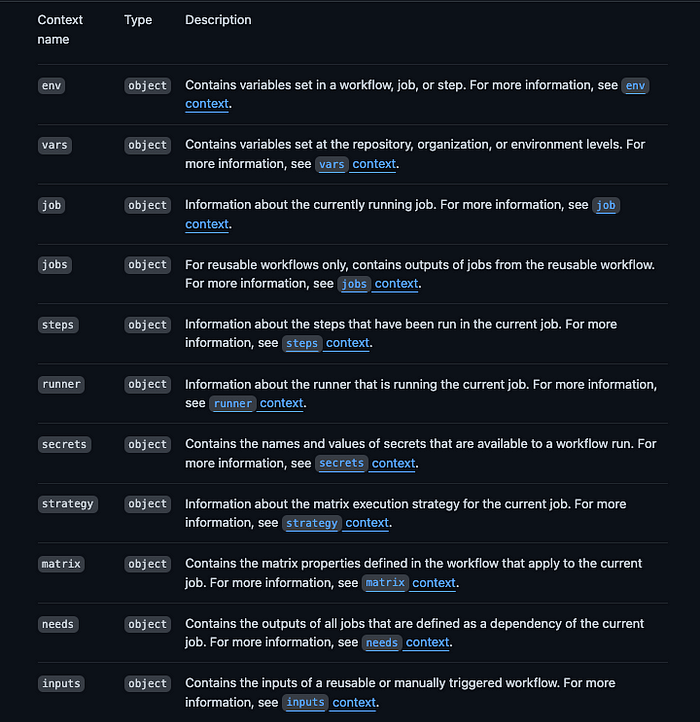 Context name Type Description
env object Contains variables set in a workflow, job, or step. For more information, see env
context.
vars object Contains variables set at the repository, organization, or environment levels. For
more information, see vars context.
job object Information about the currently running job. For more information, see job
context.
jobs object For reusable workflows only, contains outputs of jobs from the reusable workflow.
For more information, see jobs context.
steps object Information about the steps that have been run in the current job. For more
information, see steps context.
runner object Information about the runner that is running the current job. For more information,
see runner context.
secrets object Contains the names and values of secrets that are available to a workflow run. For
more information, see secrets context.
strategy object Information about the matrix execution strategy for the current job. For more
information, see strategy context.
matrix object Contains the matrix properties defined in the workflow that apply to the current
job. For more information, see matrix context.
needs object Contains the outputs of all jobs that are defined as a dependency of the current
job. For more information, see needs context.
inputs object Contains the inputs of a reusable or manually triggered workflow. For more
information, see inputs context.